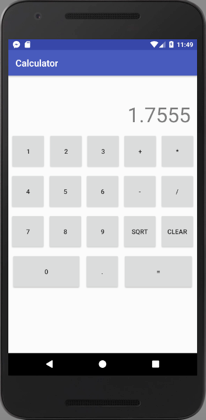 11:49
Calculator
1.7555
1 2 3 + *
4 5 6 - /
7 8 9 SQRT CLEAR
0 . =